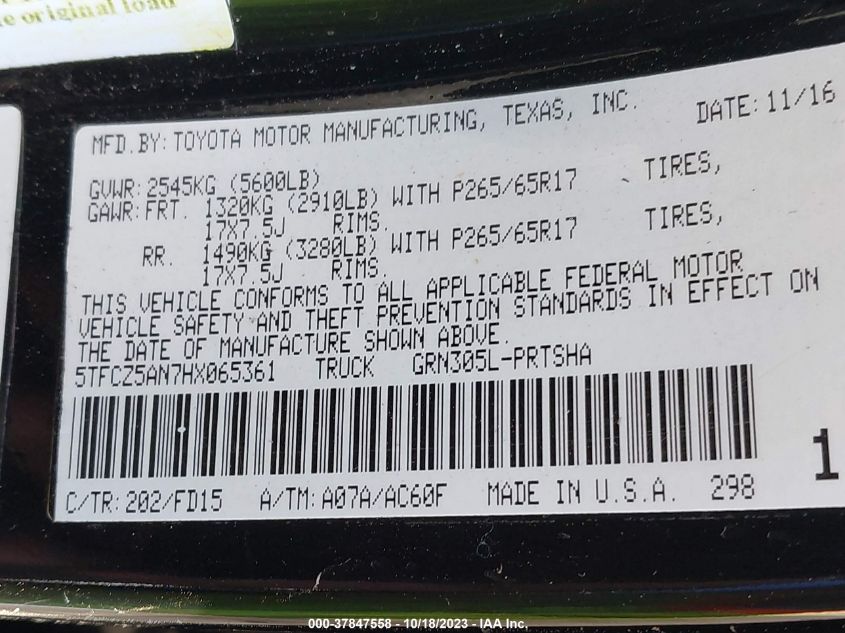 e original load
MFD.BY: TOYOTA MOTOR MANUFACTURING, TEXAS, INC. DATE: 11/16
GVWR: 2545KG (5600LB)
GAWR: FRT. 1320KG (2910LB) WITH P265/65R17 TIRES,
17X7.5J RIMS.
RR. 1490KG (3280LB) WITH P265/65R17 TIRES,
17X7.5J RIMS.
THIS VEHICLE CONFORMS TO ALL APPLICABLE FEDERAL MOTOR
VEHICLE SAFETY AND THEFT PREVENTION STANDARDS IN EFFECT ON
THE DATE OF MANUFACTURE SHOWN ABOVE.
5TFCZ5AN7HX065361 TRUCK GRN305L-PRTSHA
1
C/TR: 202/FD15 A/TM: A07A/AC60F MADE IN U.S.A. 298
000-37847558 - 10/18/2023 - IAA Inc.